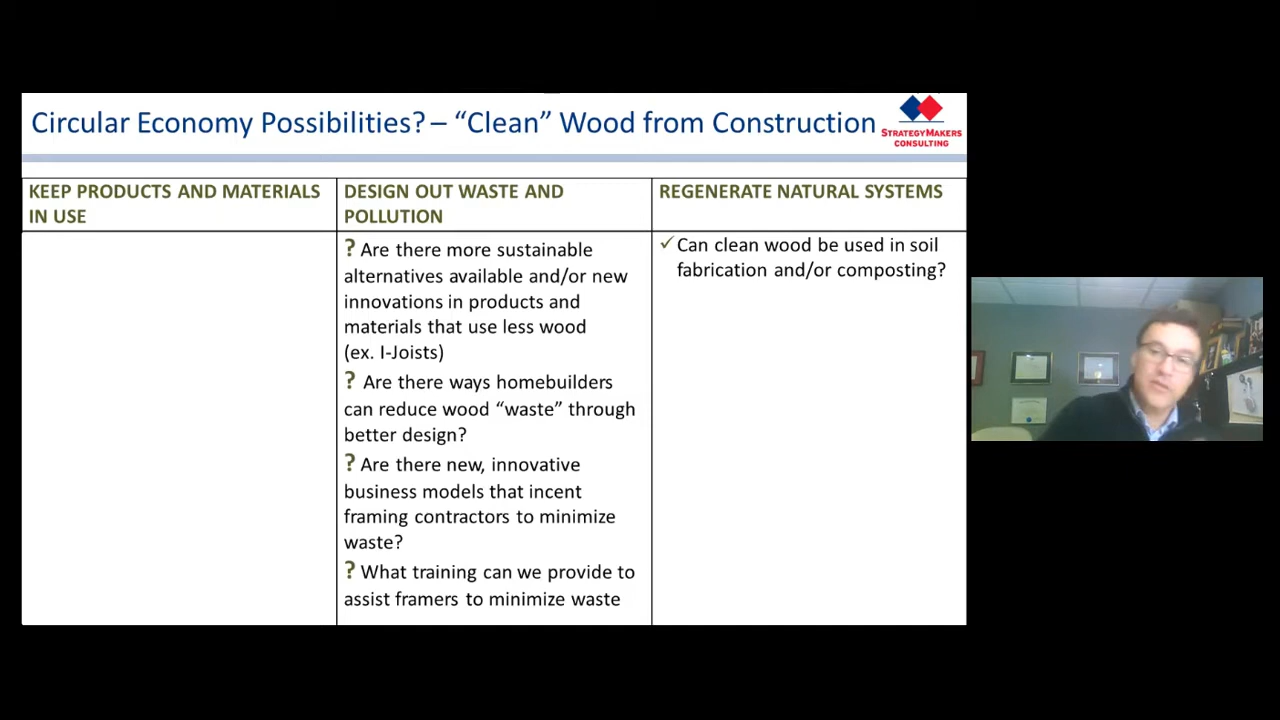 Circular Economy Possibilities? – “Clean” Wood from Construction
STRATEGYMAKERS
CONSULTING
KEEP PRODUCTS AND MATERIALS
IN USE
DESIGN OUT WASTE AND
POLLUTION
REGENERATE NATURAL SYSTEMS
? Are there more sustainable
alternatives available and/or new
innovations in products and
materials that use less wood
(ex. I-Joists)
? Are there ways homebuilders
can reduce wood “waste” through
better design?
? Are there new, innovative
business models that incent
framing contractors to minimize
waste?
? What training can we provide to
assist framers to minimize waste
✓Can clean wood be used in soil
fabrication and/or composting?